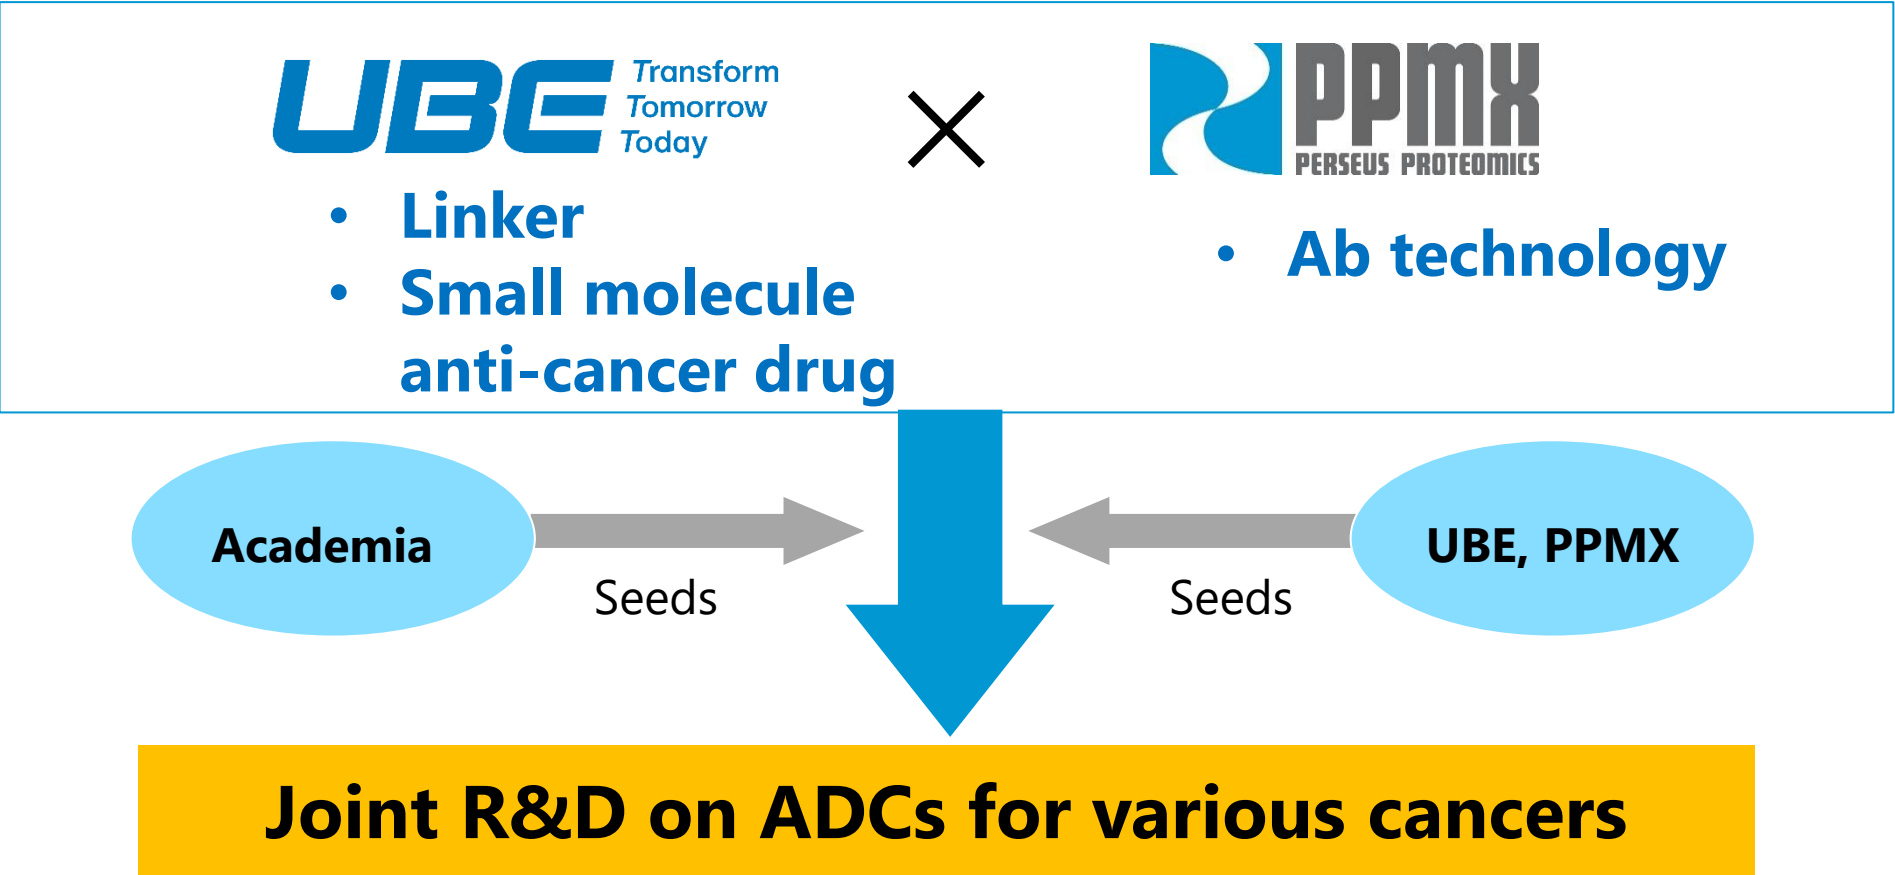 UBE Transform
Tomorrow
Today
×
PPMX
PERSEUS PROTEOMICS
• Linker
• Small molecule
anti-cancer drug
• Ab technology
Academia
Seeds
Seeds
UBE, PPMX
Joint R&D on ADCs for various cancers